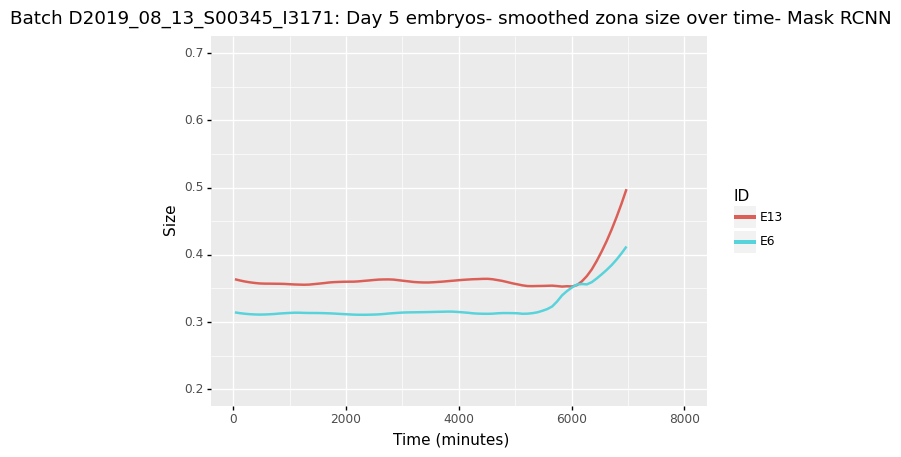 Batch D2019_08_13_S00345_I3171: Day 5 embryos- smoothed zona size over time- Mask RCNN
0.7
0.6
0.5
0.4
0.3
0.2
Size
0 2000 4000 6000 8000
Time (minutes)
ID
E13
E6